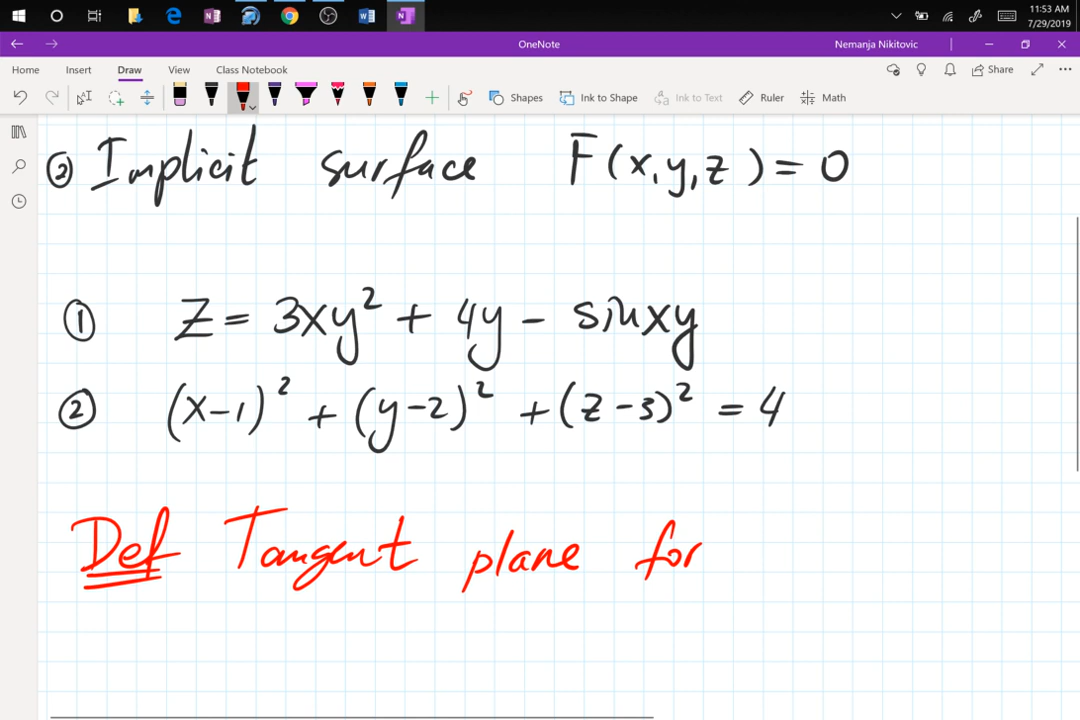 11:53 AM
7/29/2019
OneNote
Nemanja Nikitovic
Home Insert Draw View Class Notebook Share
Shapes Ink to Shape Ink to Text Ruler Math
② Implicit surface F(x,y,z)=0
① z = 3xy² + 4y - sin xy
② (x-1)² + (y-2)² + (z-3)² = 4
Def Tangent plane for